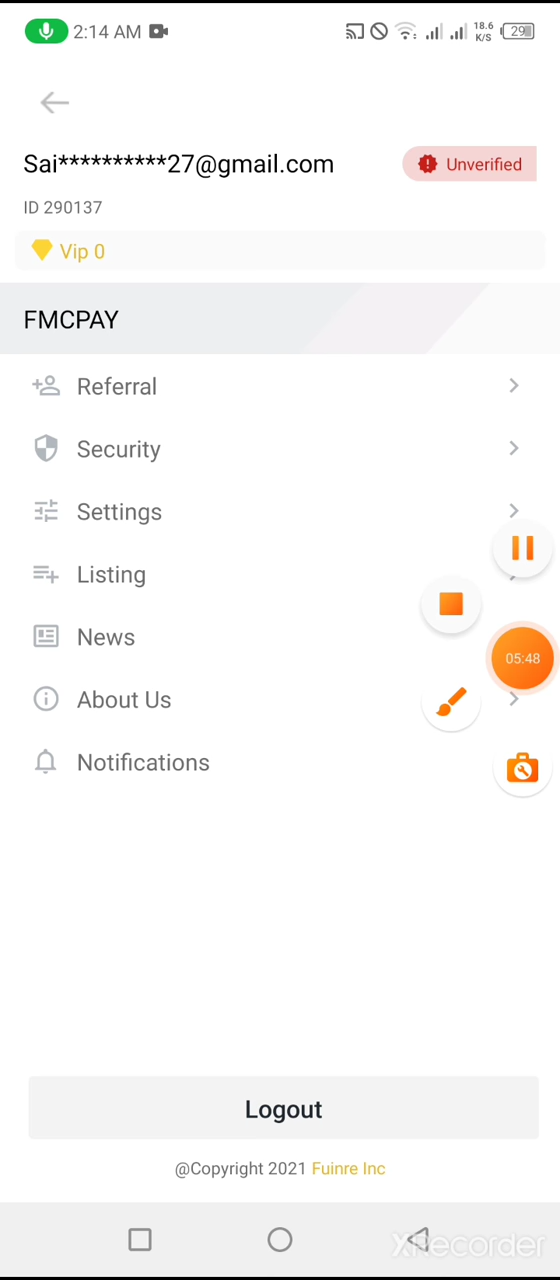 2:14 AM
18.6
K/S
29
Sai**********27@gmail.com
Unverified
ID 290137
Vip 0
FMCPAY
Referral
Security
Settings
Listing
News
05:48
About Us
Notifications
Logout
@Copyright 2021 Fuinre Inc
XRecorder